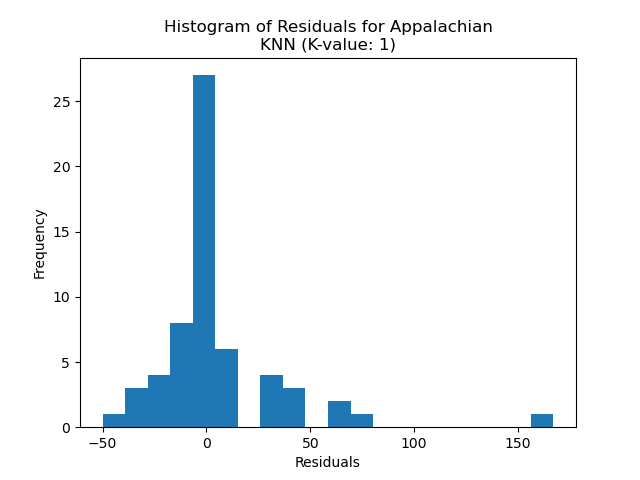 Histogram of Residuals for Appalachian
KNN (K-value: 1)
25
20
15
10
5
0
Frequency
−50
0
50
100
150
Residuals